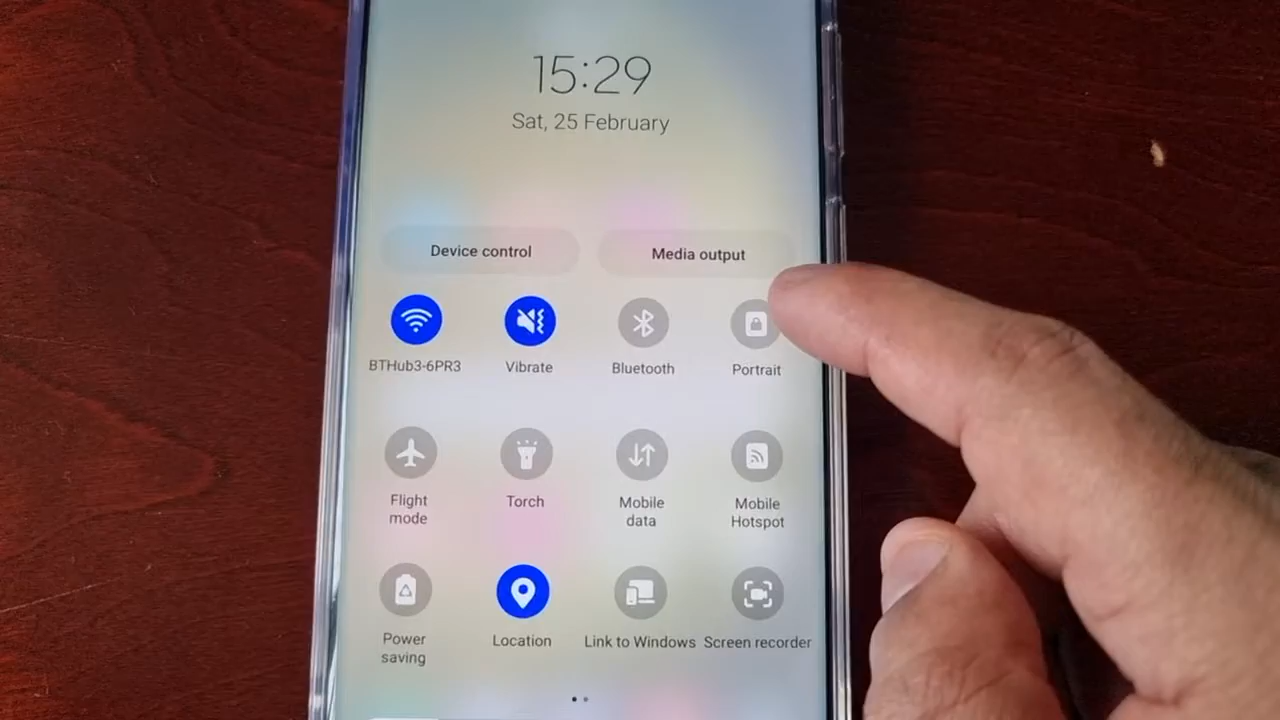 15:29
Sat, 25 February
Device control Media output
BTHub3-6PR3 Vibrate Bluetooth Portrait
Flight mode Torch Mobile data Mobile Hotspot
Power saving Location Link to Windows Screen recorder